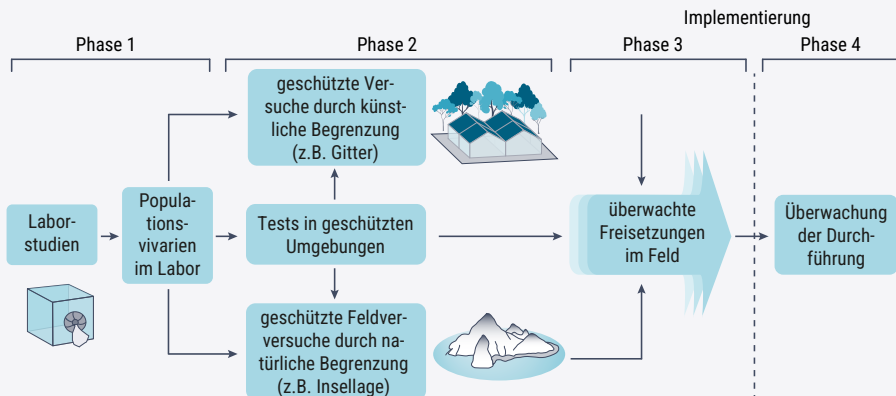 Implementierung
Phase 1
Phase 2
Phase 3
Phase 4
Labor-
studien
Popula-
tions-
vivarien
im Labor
geschützte Ver-
suche durch künst-
liche Begrenzung
(z.B. Gitter)
Tests in geschützten
Umgebungen
geschützte Feldver-
versuche durch na-
türliche Begrenzung
(z.B. Insellage)
überwachte
Freisetzungen
im Feld
Überwachung
der Durch-
führung